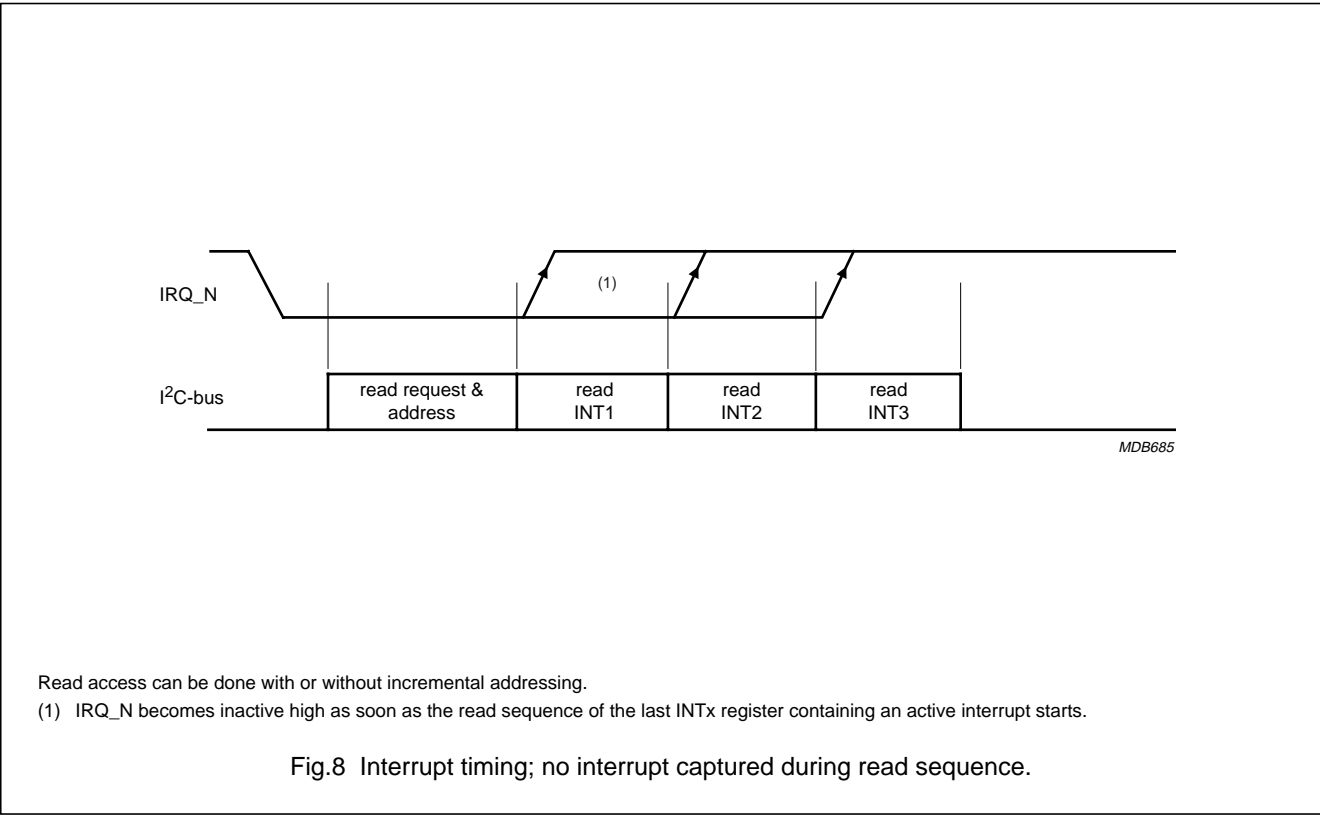 (1)
IRQ_N
I2C-bus
read request &
address
read
INT1
read
INT2
read
INT3
MDB685
Read access can be done with or without incremental addressing.
(1) IRQ_N becomes inactive high as soon as the read sequence of the last INTx register containing an active interrupt starts.
Fig.8 Interrupt timing; no interrupt captured during read sequence.